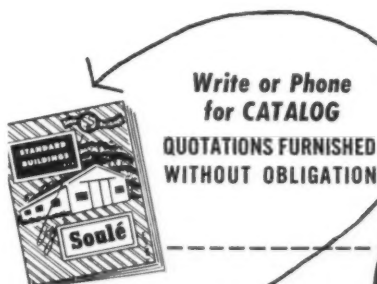 Write or Phone
for CATALOG
QUOTATIONS FURNISHED
WITHOUT OBLIGATION
STANDARD
BUILDINGS
Soulé